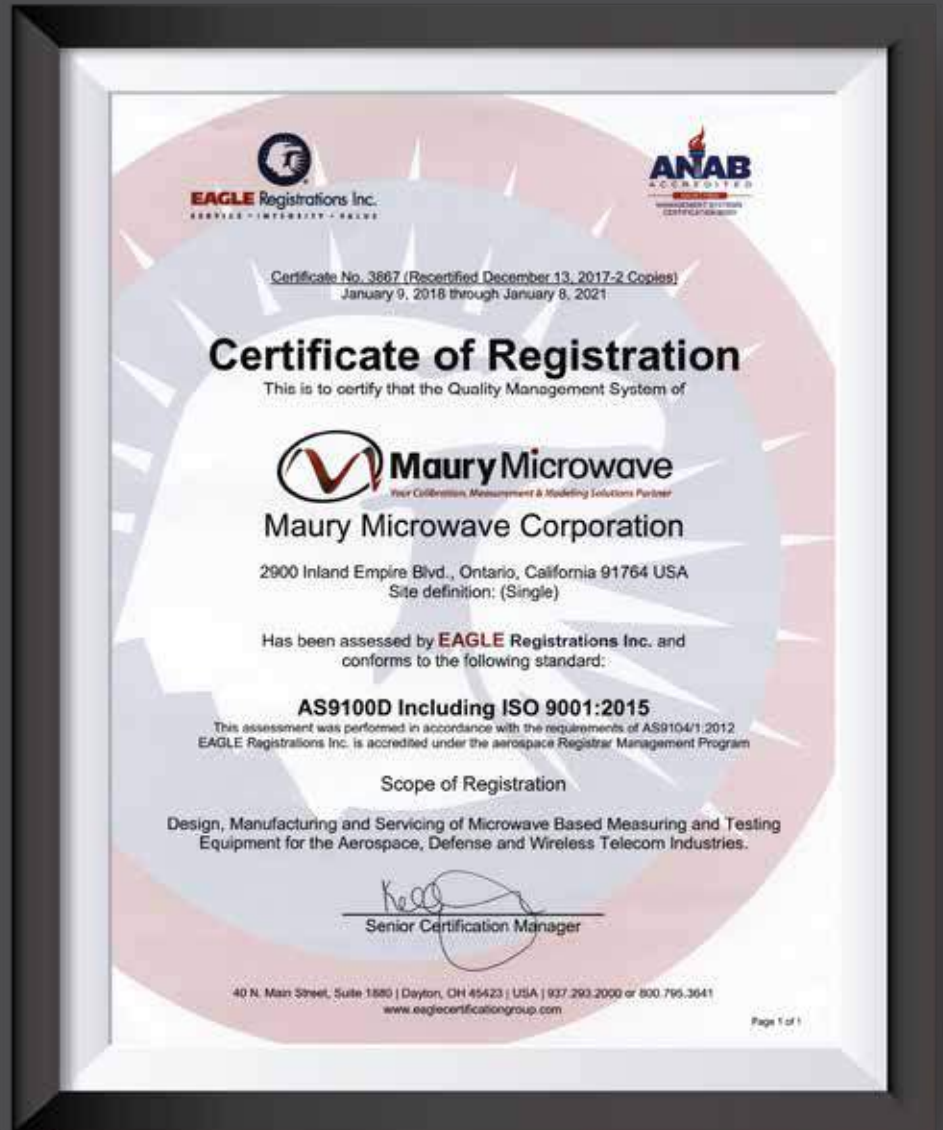 EAGLE Registrations Inc.
SERVICE • INTEGRITY • VALUE
ANAB
ACCREDITED
MANAGEMENT SYSTEMS
CERTIFICATION BODY
Certificate No. 3867 (Recertified December 13, 2017-2 Copies)
January 9, 2018 through January 8, 2021
Certificate of Registration
This is to certify that the Quality Management System of
Maury Microwave
Your Calibration, Measurement & Modeling Solutions Partner
Maury Microwave Corporation
2900 Inland Empire Blvd., Ontario, California 91764 USA
Site definition: (Single)
Has been assessed by EAGLE Registrations Inc. and
conforms to the following standard:
AS9100D Including ISO 9001:2015
This assessment was performed in accordance with the requirements of AS9104/1:2012
EAGLE Registrations Inc. is accredited under the aerospace Registrar Management Program
Scope of Registration
Design, Manufacturing and Servicing of Microwave Based Measuring and Testing
Equipment for the Aerospace, Defense and Wireless Telecom Industries.
Senior Certification Manager
40 N. Main Street, Suite 1880 | Dayton, OH 45423 | USA | 937.293.2000 or 800.795.3641
www.eaglecertificationgroup.com
Page 1 of 1